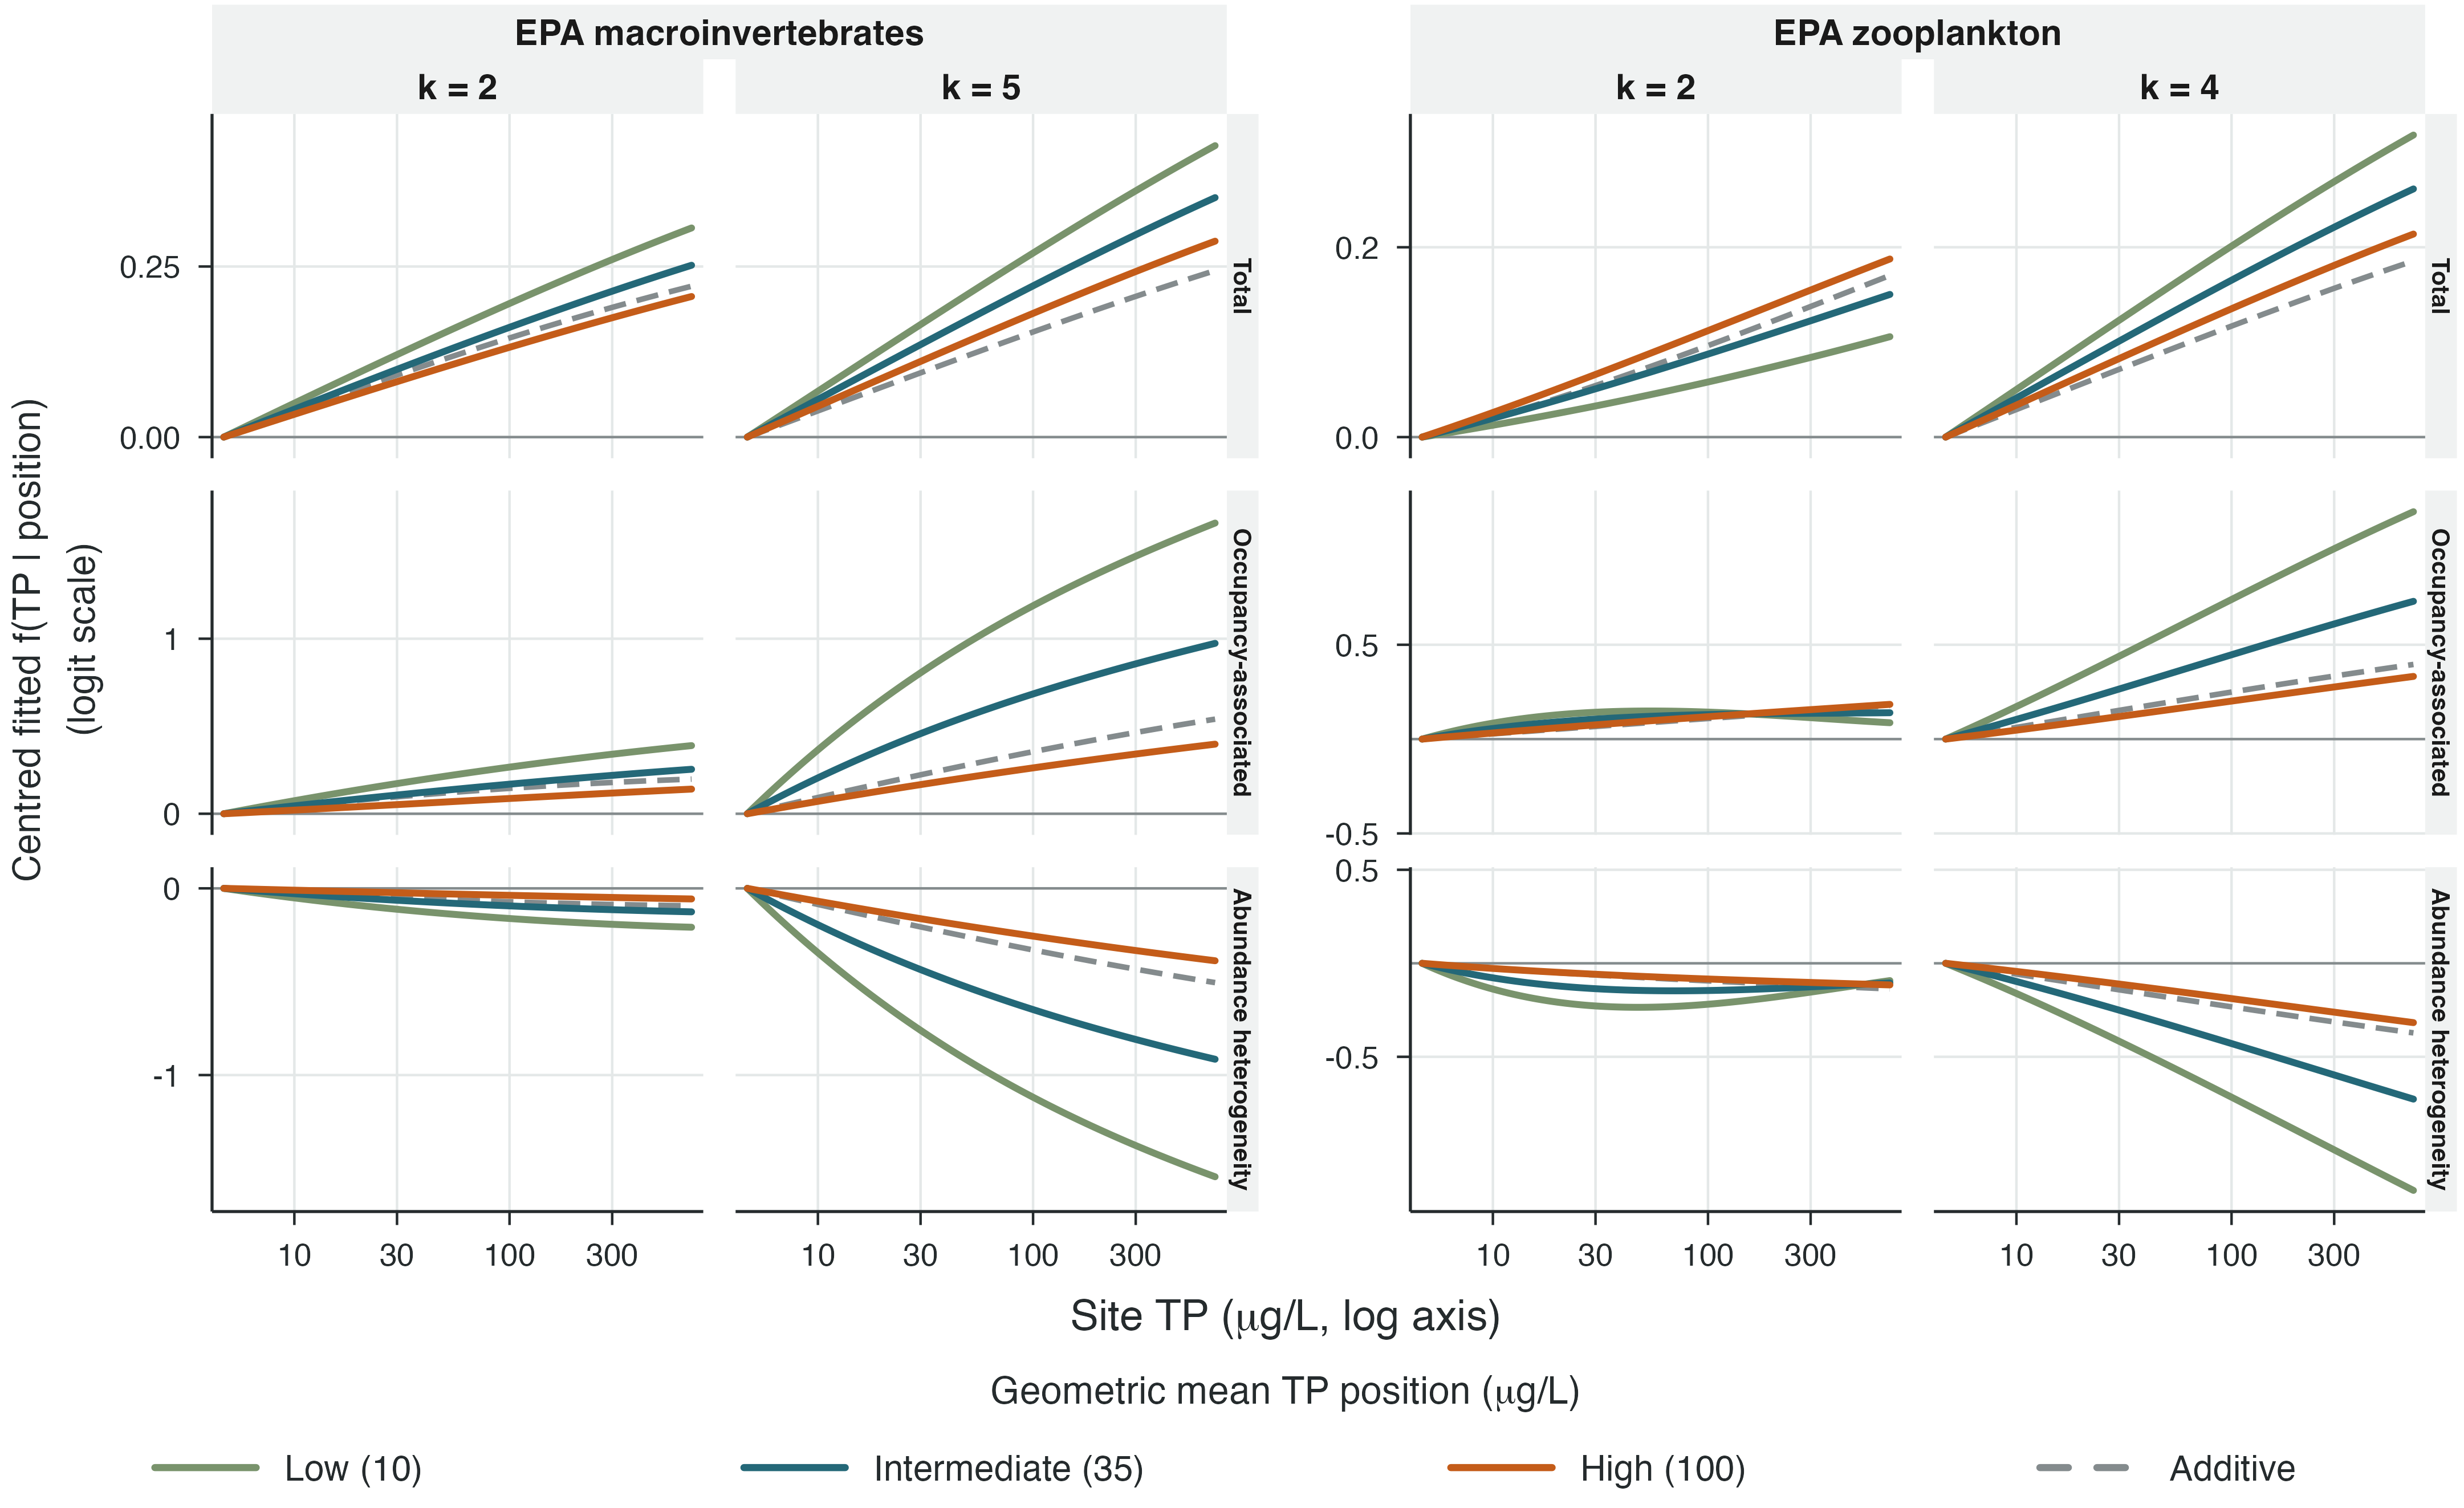 EPA macroinvertebrates
EPA zooplankton
k = 2
k = 5
k = 2
k = 4
Centred fitted f(TP | position)
(logit scale)
0.25
0.00
Total
0.2
0.0
Total
1
0
Occupancy-associated
0.5
-0.5
Occupancy-associated
0
-1
Abundance heterogeneity
0.5
-0.5
Abundance heterogeneity
10 30 100 300
10 30 100 300
10 30 100 300
10 30 100 300
Site TP (μg/L, log axis)
Geometric mean TP position (μg/L)
Low (10)
Intermediate (35)
High (100)
Additive